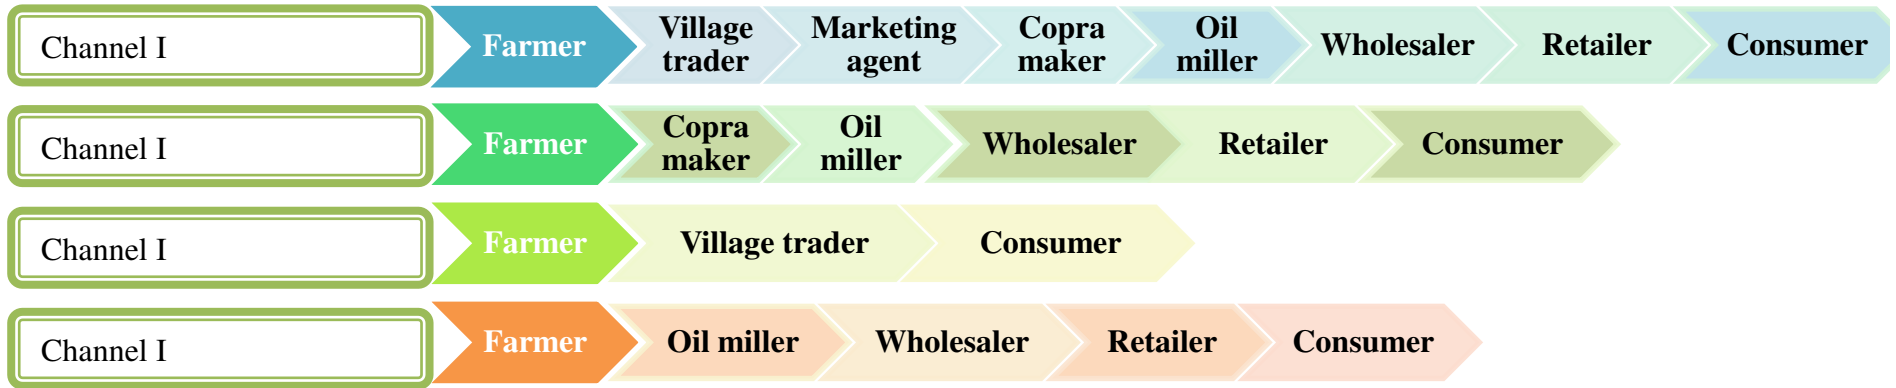 Channel I
Farmer
Village
trader
Marketing
agent
Copra
maker
Oil
miller
Wholesaler
Retailer
Consumer
Channel I
Farmer
Copra
maker
Oil
miller
Wholesaler
Retailer
Consumer
Channel I
Farmer
Village trader
Consumer
Channel I
Farmer
Oil miller
Wholesaler
Retailer
Consumer